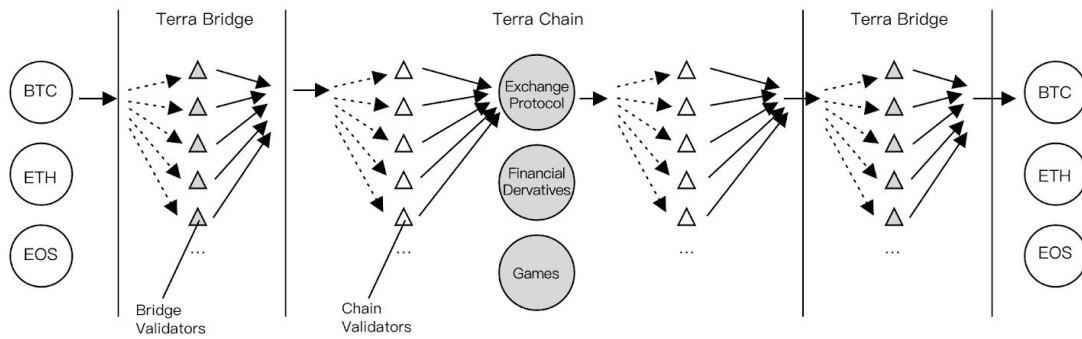 Terra Bridge
Terra Chain
Terra Bridge
BTC
ETH
EOS
...
Bridge
Validators
...
Chain
Validators
Exchange
Protocol
Financial
Dervatives
Games
...
...
BTC
ETH
EOS